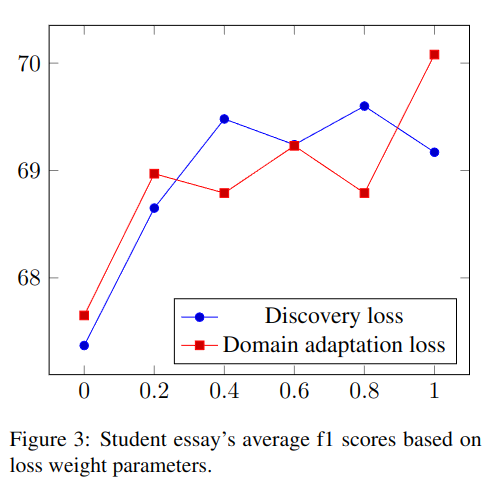 70
69
68
0 0.2 0.4 0.6 0.8 1
Discovery loss
Domain adaptation loss
Figure 3: Student essay's average f1 scores based on
loss weight parameters.